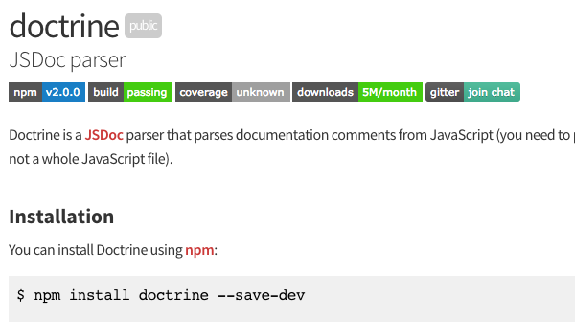 doctrine public
JSDoc parser
npm v2.0.0 build passing coverage unknown downloads 5M/month gitter join chat
Doctrine is a JSDoc parser that parses documentation comments from JavaScript (you need to
not a whole JavaScript file).
Installation
You can install Doctrine using npm:
$ npm install doctrine --save-dev